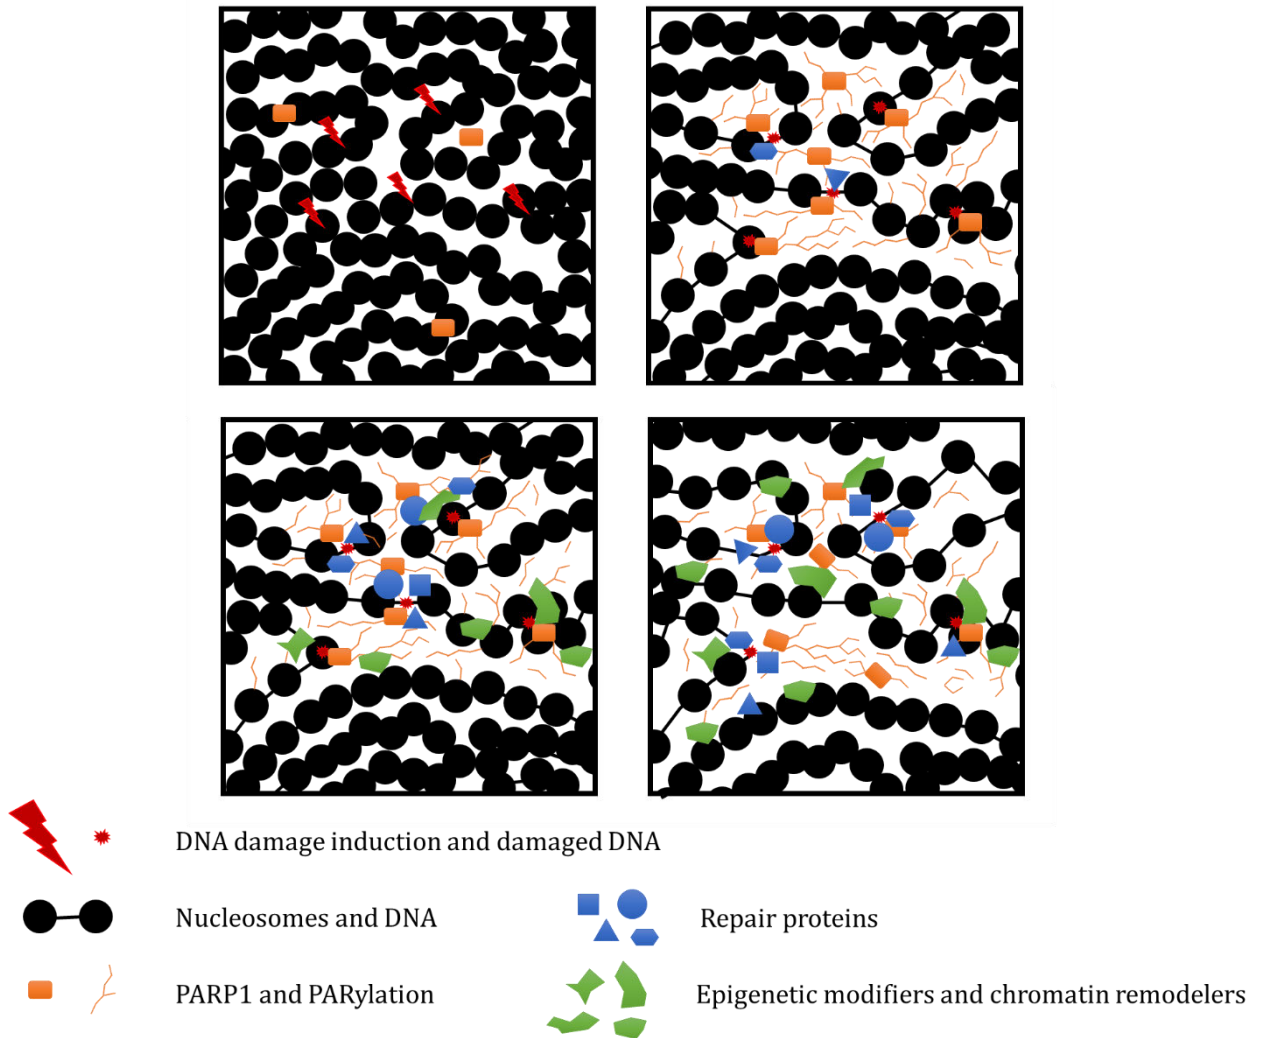 DNA damage induction and damaged DNA
Nucleosomes and DNA
Repair proteins
PARP1 and PARylation
Epigenetic modifiers and chromatin remodelers